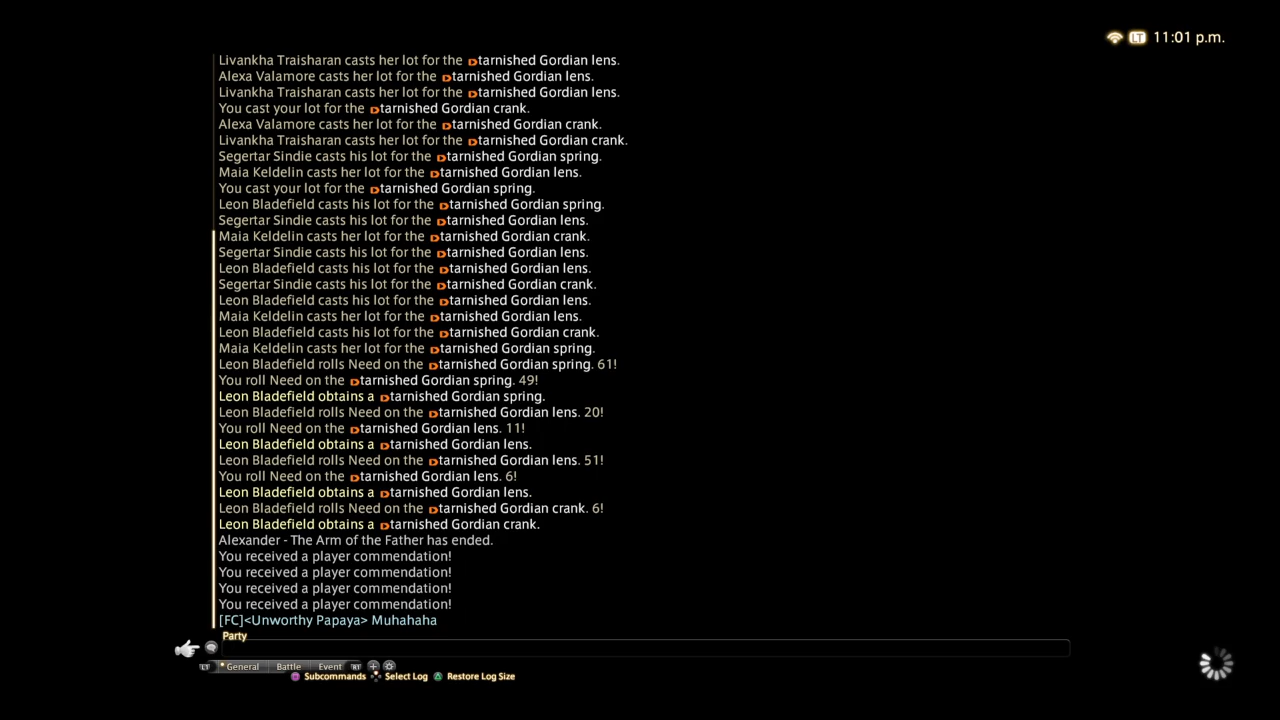 LT 11:01 p.m.
Livankha Traisharan casts her lot for the tarnished Gordian lens.
Alexa Valamore casts her lot for the tarnished Gordian lens.
Livankha Traisharan casts her lot for the tarnished Gordian lens.
You cast your lot for the tarnished Gordian crank.
Alexa Valamore casts her lot for the tarnished Gordian crank.
Livankha Traisharan casts her lot for the tarnished Gordian crank.
Segertar Sindie casts his lot for the tarnished Gordian spring.
Maia Keldelin casts her lot for the tarnished Gordian lens.
You cast your lot for the tarnished Gordian spring.
Leon Bladefield casts his lot for the tarnished Gordian spring.
Segertar Sindie casts his lot for the tarnished Gordian lens.
Maia Keldelin casts her lot for the tarnished Gordian crank.
Segertar Sindie casts his lot for the tarnished Gordian lens.
Leon Bladefield casts his lot for the tarnished Gordian lens.
Segertar Sindie casts his lot for the tarnished Gordian crank.
Leon Bladefield casts his lot for the tarnished Gordian lens.
Maia Keldelin casts her lot for the tarnished Gordian lens.
Leon Bladefield casts his lot for the tarnished Gordian crank.
Maia Keldelin casts her lot for the tarnished Gordian spring.
Leon Bladefield rolls Need on the tarnished Gordian spring. 61!
You roll Need on the tarnished Gordian spring. 49!
Leon Bladefield obtains a tarnished Gordian spring.
Leon Bladefield rolls Need on the tarnished Gordian lens. 20!
You roll Need on the tarnished Gordian lens. 11!
Leon Bladefield obtains a tarnished Gordian lens.
Leon Bladefield rolls Need on the tarnished Gordian lens. 51!
You roll Need on the tarnished Gordian lens. 6!
Leon Bladefield obtains a tarnished Gordian lens.
Leon Bladefield rolls Need on the tarnished Gordian crank. 6!
Leon Bladefield obtains a tarnished Gordian crank.
Alexander - The Arm of the Father has ended.
You received a player commendation!
You received a player commendation!
You received a player commendation!
You received a player commendation!
[FC]<Unworthy Papaya> Muhahaha
Party
LT General Battle Event RT
Subcommands Select Log Restore Log Size